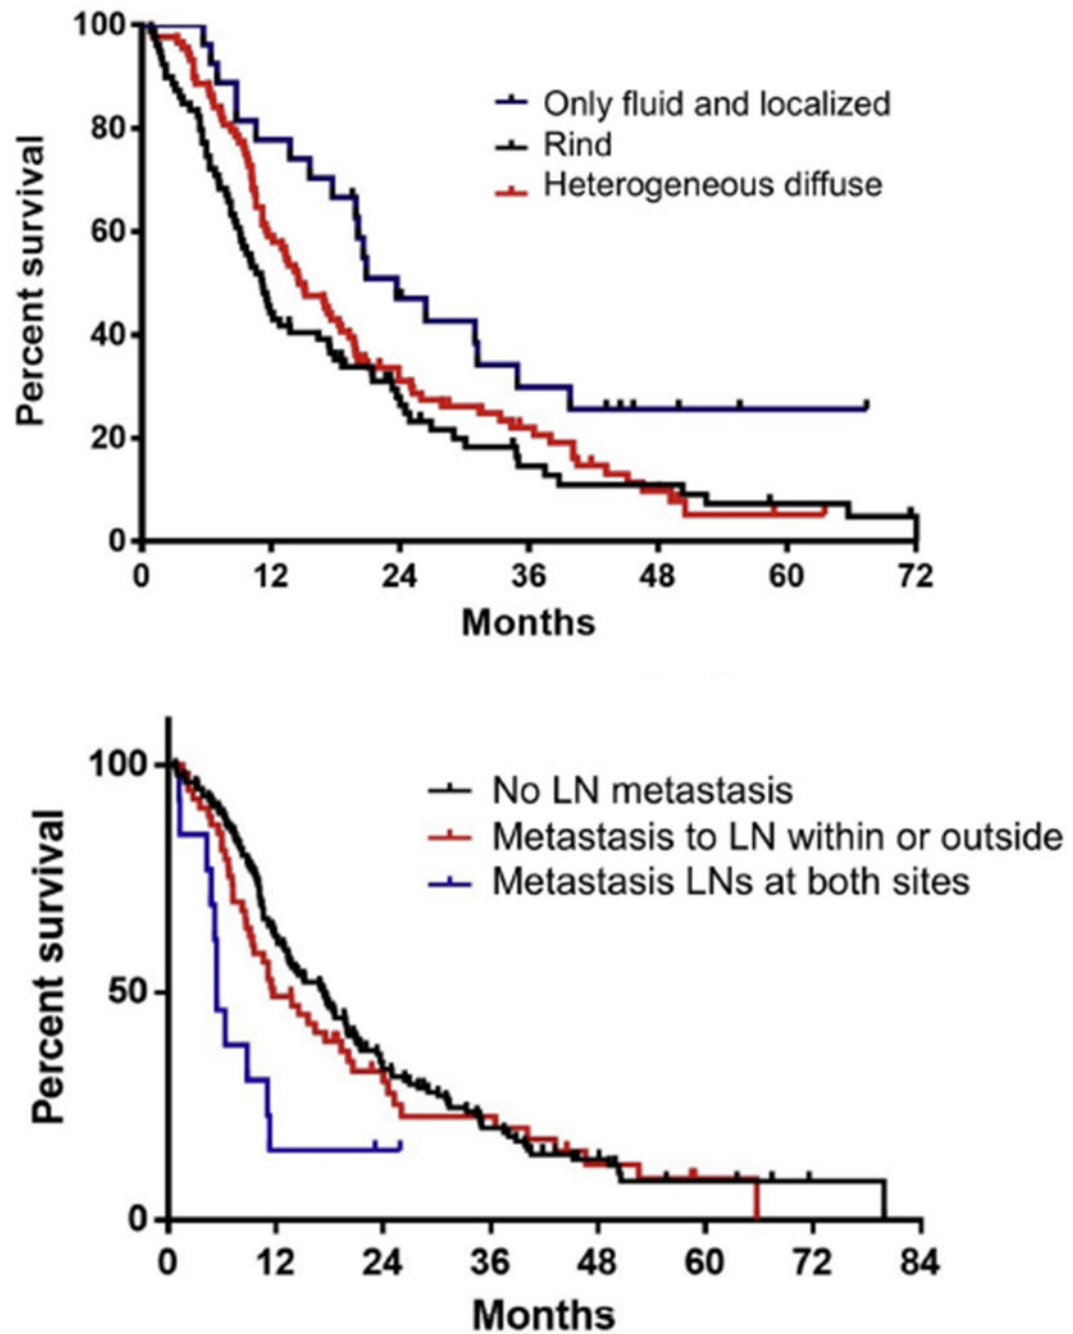 100
80
60
40
20
0
Percent survival
Only fluid and localized
Rind
Heterogeneous diffuse
0 12 24 36 48 60 72
Months
100
50
0
Percent survival
No LN metastasis
Metastasis to LN within or outside
Metastasis LNs at both sites
0 12 24 36 48 60 72 84
Months